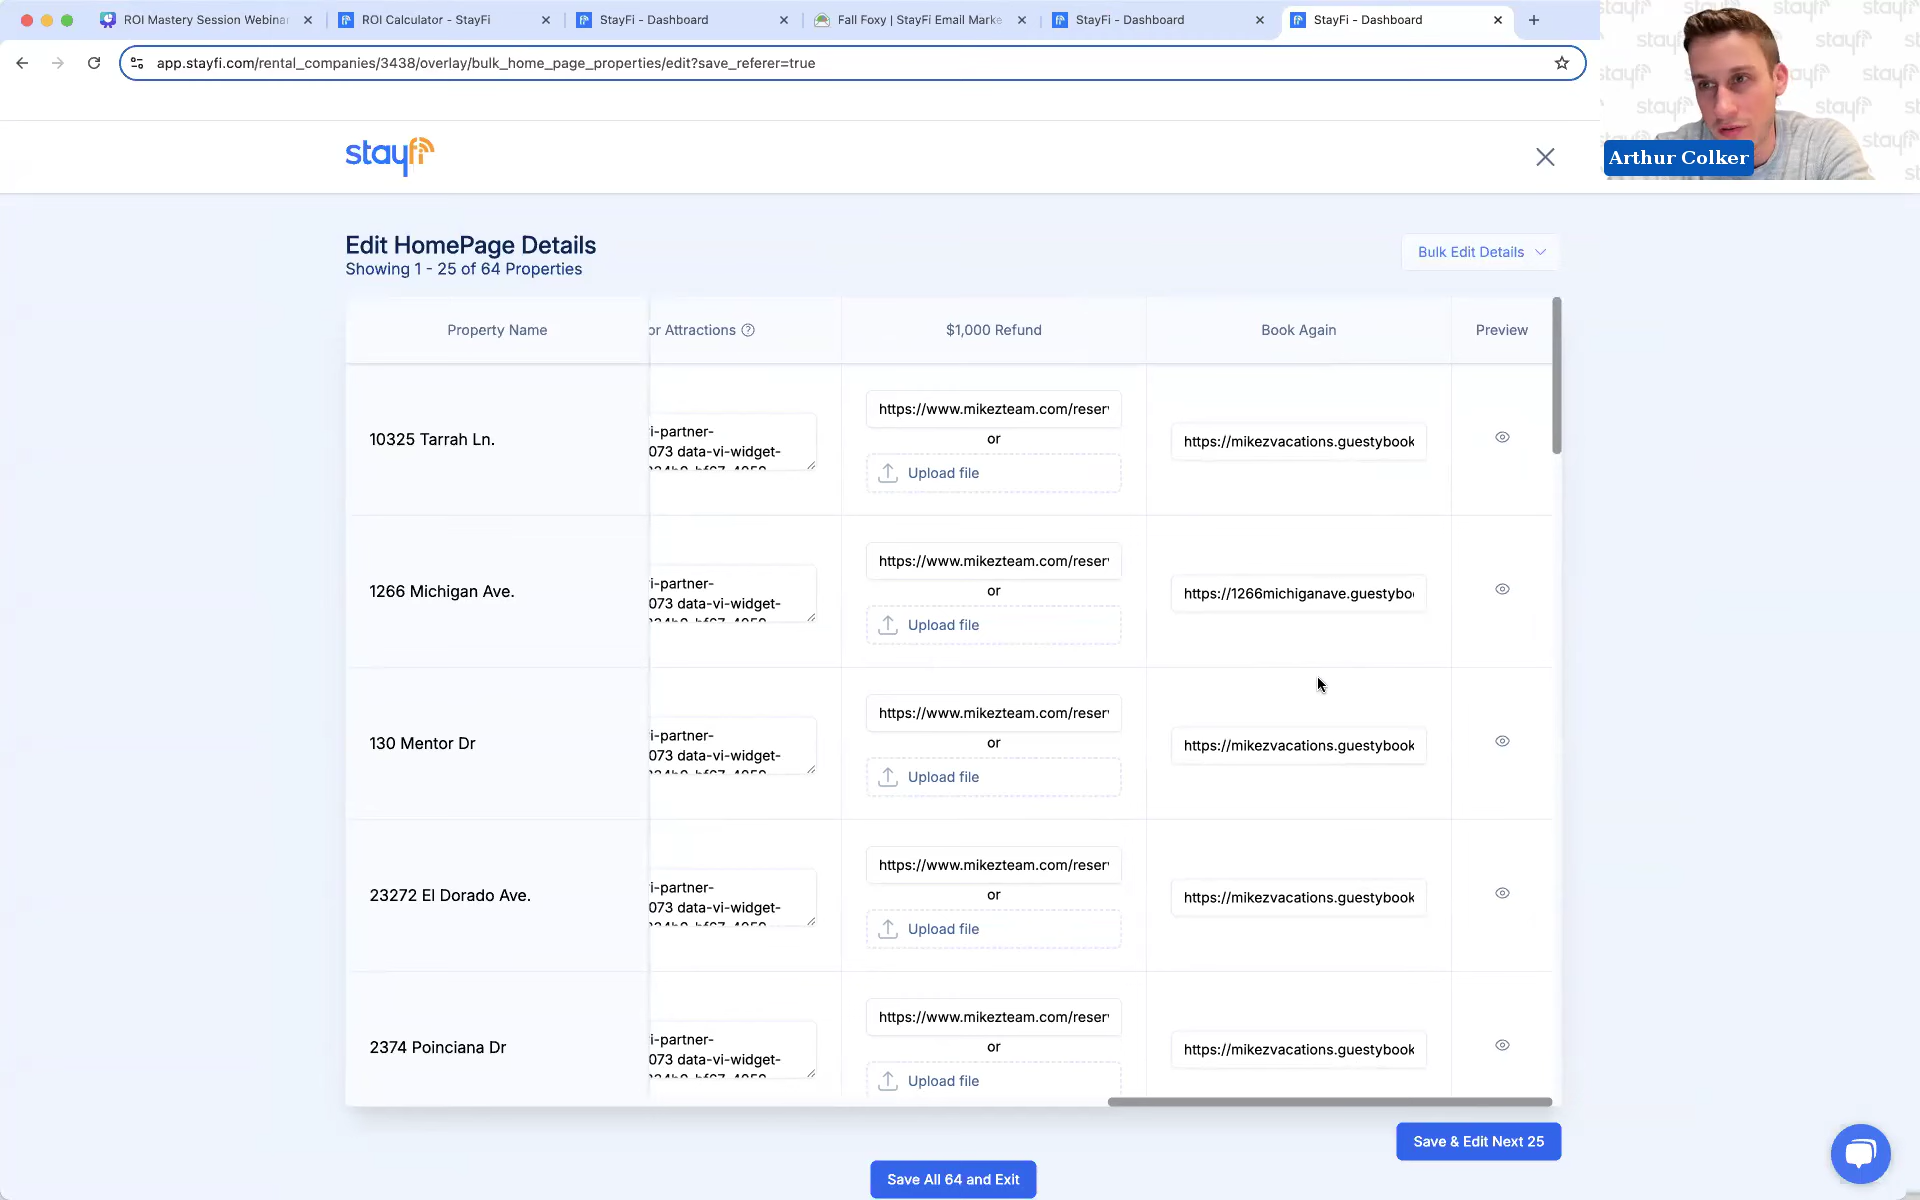 ROI Mastery Session Webinar
ROI Calculator - StayFi
StayFi - Dashboard
Fall Foxy | StayFi Email Marke
StayFi - Dashboard
StayFi - Dashboard
app.stayfi.com/rental_companies/3438/overlay/bulk_home_page_properties/edit?save_referer=true
stayfi
Arthur Colker
stayfi
Edit HomePage Details
Showing 1 - 25 of 64 Properties
Bulk Edit Details
Property Name
or Attractions
$1,000 Refund
Book Again
Preview
10325 Tarrah Ln.
i-partner-
073 data-vi-widget-
https://www.mikezteam.com/reser
or
Upload file
https://mikezvacations.guestybook
1266 Michigan Ave.
i-partner-
073 data-vi-widget-
https://www.mikezteam.com/reser
or
Upload file
https://1266michiganave.guestybo
130 Mentor Dr
i-partner-
073 data-vi-widget-
https://www.mikezteam.com/reser
or
Upload file
https://mikezvacations.guestybook
23272 El Dorado Ave.
i-partner-
073 data-vi-widget-
https://www.mikezteam.com/reser
or
Upload file
https://mikezvacations.guestybook
2374 Poinciana Dr
i-partner-
073 data-vi-widget-
https://www.mikezteam.com/reser
or
Upload file
https://mikezvacations.guestybook
Save & Edit Next 25
Save All 64 and Exit